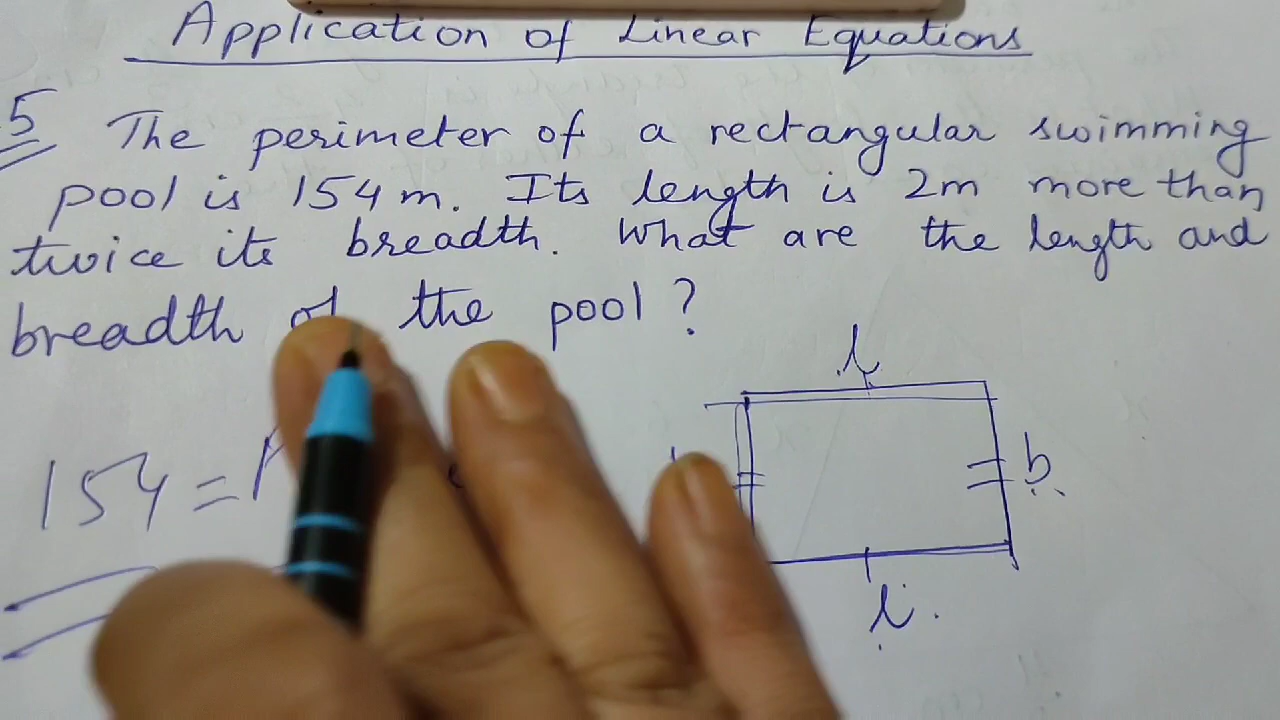 Application of Linear Equations
5 The perimeter of a rectangular swimming
pool is 154 m. Its length is 2m more than
twice its breadth. What are the length and
breadth of the pool ?
l
154 =
b
l.